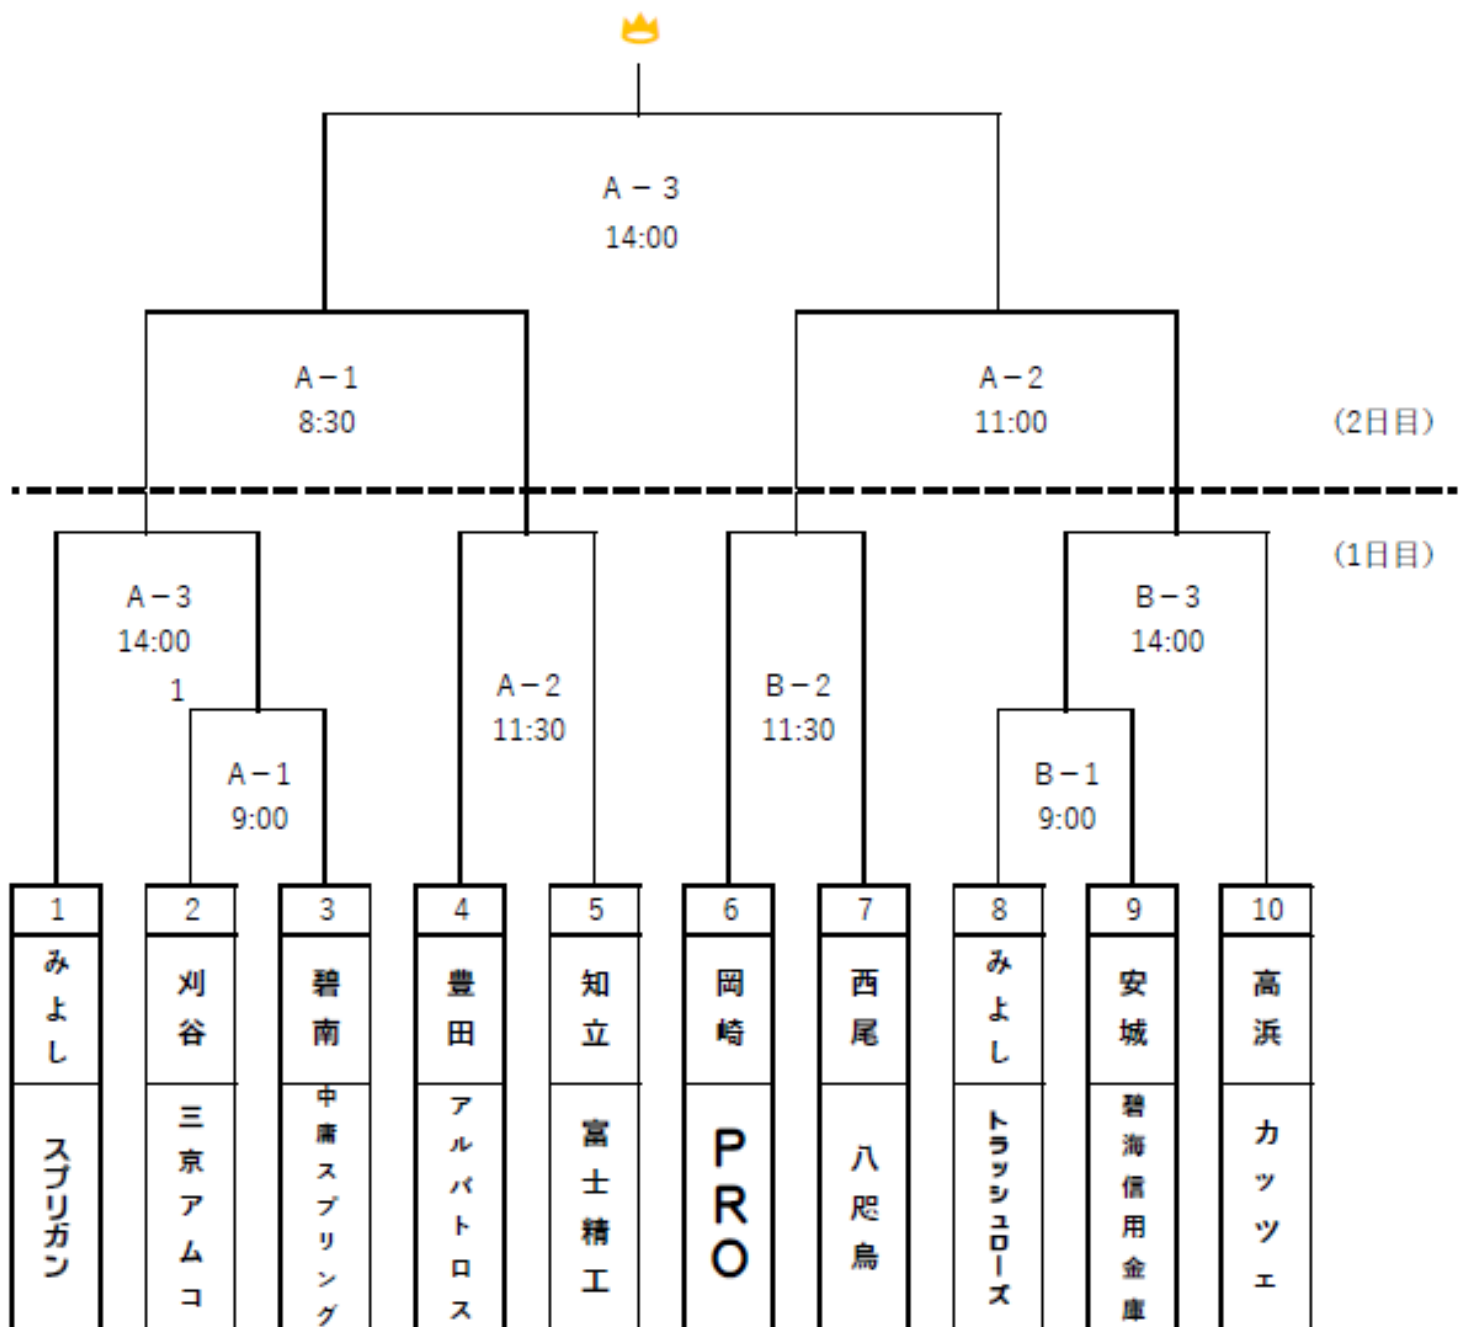 A－3
14:00
A－1
8:30
A－2
11:00
(2日目)
(1日目)
A－3
14:00
1
B－3
14:00
A－2
11:30
B－2
11:30
A－1
9:00
B－1
9:00
1
2
3
4
5
6
7
8
9
10
みよし
刈谷
碧南
豊田
知立
岡崎
西尾
みよし
安城
高浜
スプリガン
三京アムコ
中庸スプリング
アルバトロス
富士精工
PRO
八咫烏
トラッシュローズ
碧海信用金庫
カッツェ